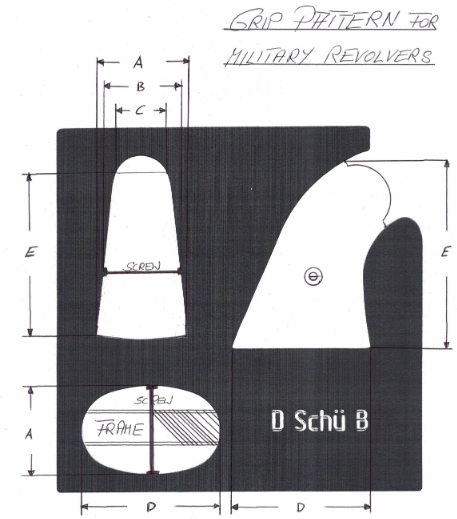 GRIP PATTERN FOR
MILITARY REVOLVERS
A
B
C
E
SCREW
E
SCREW
FRAME
A
D Schü B
D
D